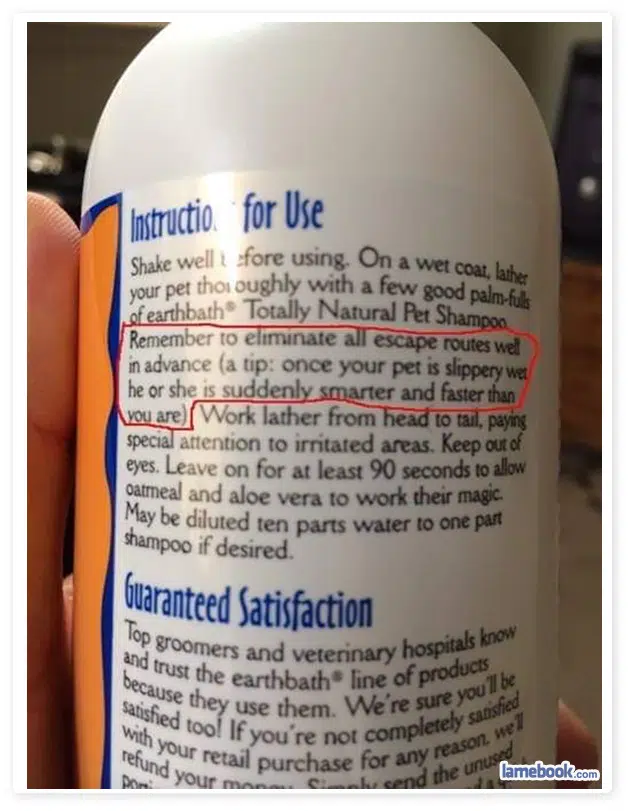 Instructio for Use
Shake well before using. On a wet coat, lather
your pet thoroughly with a few good palm-fulls
of earthbath® Totally Natural Pet Shampoo.
Remember to eliminate all escape routes well
in advance (a tip: once your pet is slippery wet
he or she is suddenly smarter and faster than
you are). Work lather from head to tail, paying
special attention to irritated areas. Keep out of
eyes. Leave on for at least 90 seconds to allow
oatmeal and aloe vera to work their magic.
May be diluted ten parts water to one part
shampoo if desired.
Guaranteed Satisfaction
Top groomers and veterinary hospitals know
and trust the earthbath® line of products
because they use them. We're sure you'll be
satisfied too! If you're not completely satisfied
with your retail purchase for any reason, we'll
refund your money. Simply send the unused
lamebook.com